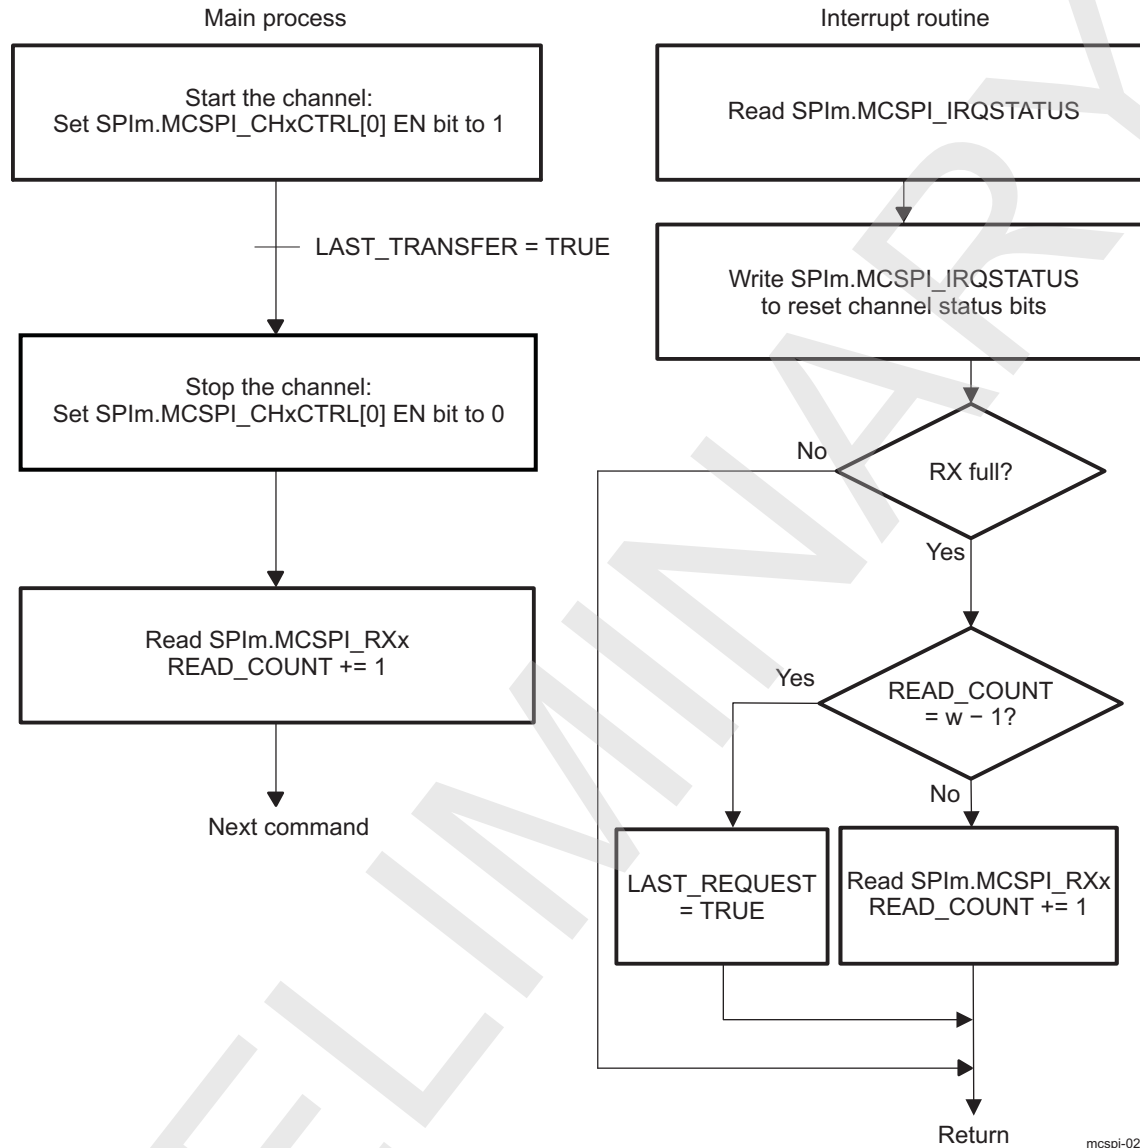 Main process
Start the channel:
Set SPIm.MCSPI_CHxCTRL[0] EN bit to 1
LAST_TRANSFER = TRUE
Stop the channel:
Set SPIm.MCSPI_CHxCTRL[0] EN bit to 0
Read SPIm.MCSPI_RXx
READ_COUNT += 1
Next command
Interrupt routine
Read SPIm.MCSPI_IRQSTATUS
Write SPIm.MCSPI_IRQSTATUS
to reset channel status bits
RX full?
No
Yes
READ_COUNT
= w − 1?
Yes
No
LAST_REQUEST
= TRUE
Read SPIm.MCSPI_RXx
READ_COUNT += 1
Return
mcspi-02
ELIMINARY